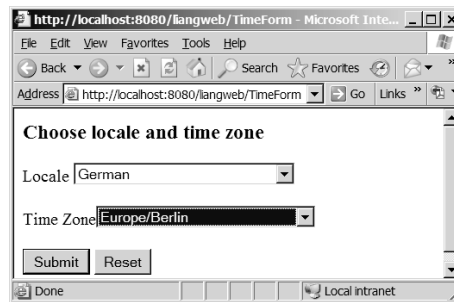 http://localhost:8080/liangweb/TimeForm - Microsoft Inte...
File Edit View Favorites Tools Help
Back Search Favorites »
Address http://localhost:8080/liangweb/TimeForm Go Links »
Choose locale and time zone
Locale German
Time Zone Europe/Berlin
Submit Reset
Done Local intranet